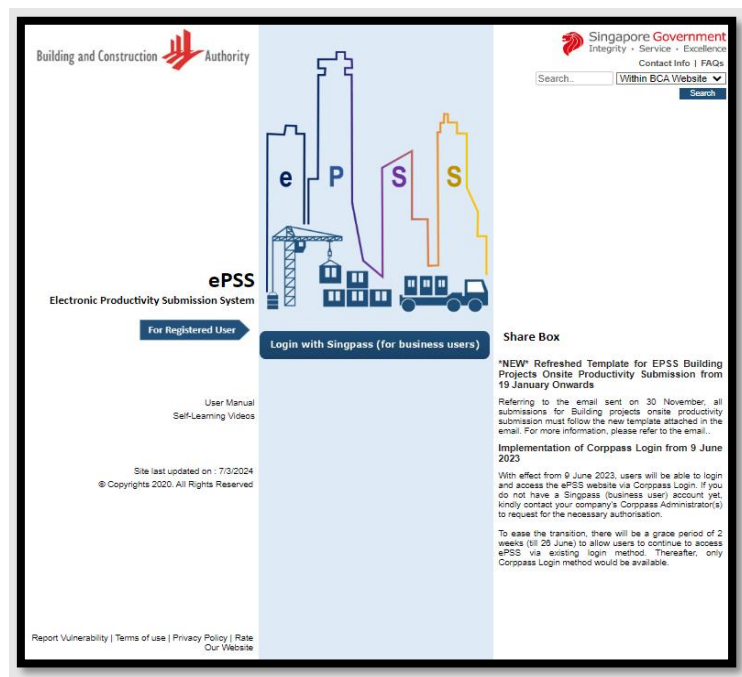 Building and Construction Authority
Singapore Government
Integrity · Service · Excellence
Contact Info | FAQs
Search..
Within BCA Website
Search
e P S S
ePSS
Electronic Productivity Submission System
For Registered User
Login with Singpass (for business users)
User Manual
Self-Learning Videos
Site last updated on : 7/3/2024
© Copyrights 2020. All Rights Reserved
Report Vulnerability | Terms of use | Privacy Policy | Rate
Our Website
Share Box
*NEW* Refreshed Template for EPSS Building
Projects Onsite Productivity Submission from
19 January Onwards
Referring to the email sent on 30 November, all
submissions for Building projects onsite productivity
submission must follow the new template attached in the
email. For more information, please refer to the email..
Implementation of Corppass Login from 9 June
2023
With effect from 9 June 2023, users will be able to login
and access the ePSS website via Corppass Login. If you
do not have a Singpass (business user) account yet,
kindly contact your company's Corppass Administrator(s)
to request for the necessary authorisation.
To ease the transition, there will be a grace period of 2
weeks (till 26 June) to allow users to continue to access
ePSS via existing login method. Thereafter, only
Corppass Login method would be available.